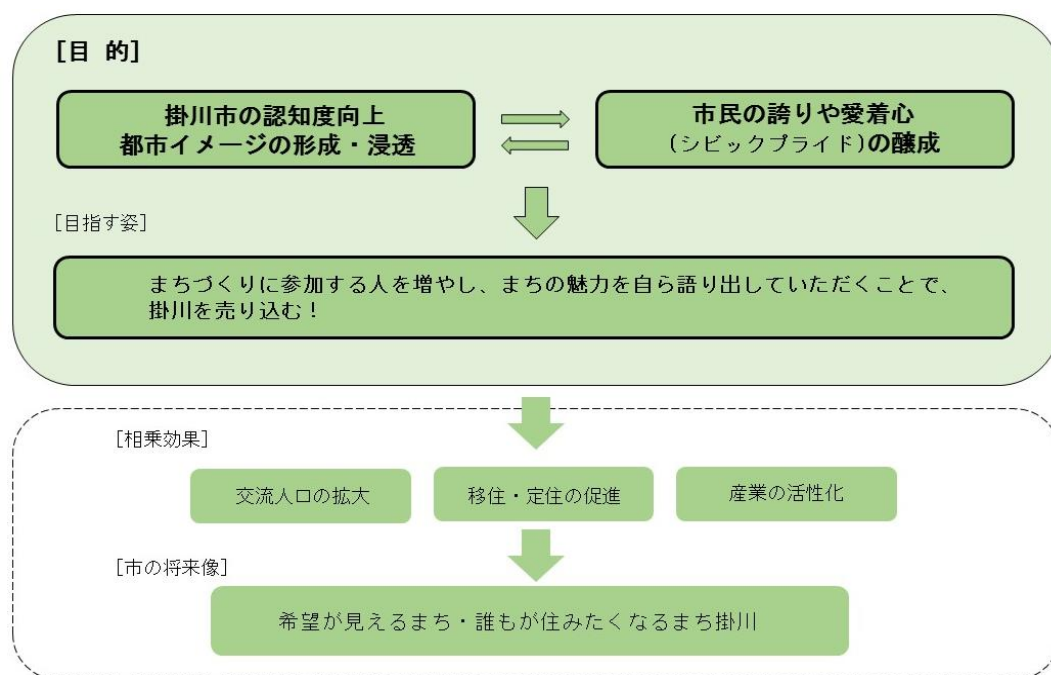 [目 的]
掛川市の認知度向上
都市イメージの形成・浸透
市民の誇りや愛着心
(シビックプライド)の醸成
[目指す姿]
まちづくりに参加する人を増やし、まちの魅力を自ら語り出していただくことで、
掛川を売り込む！
[相乗効果]
交流人口の拡大
移住・定住の促進
産業の活性化
[市の将来像]
希望が見えるまち・誰もが住みたくなるまち掛川